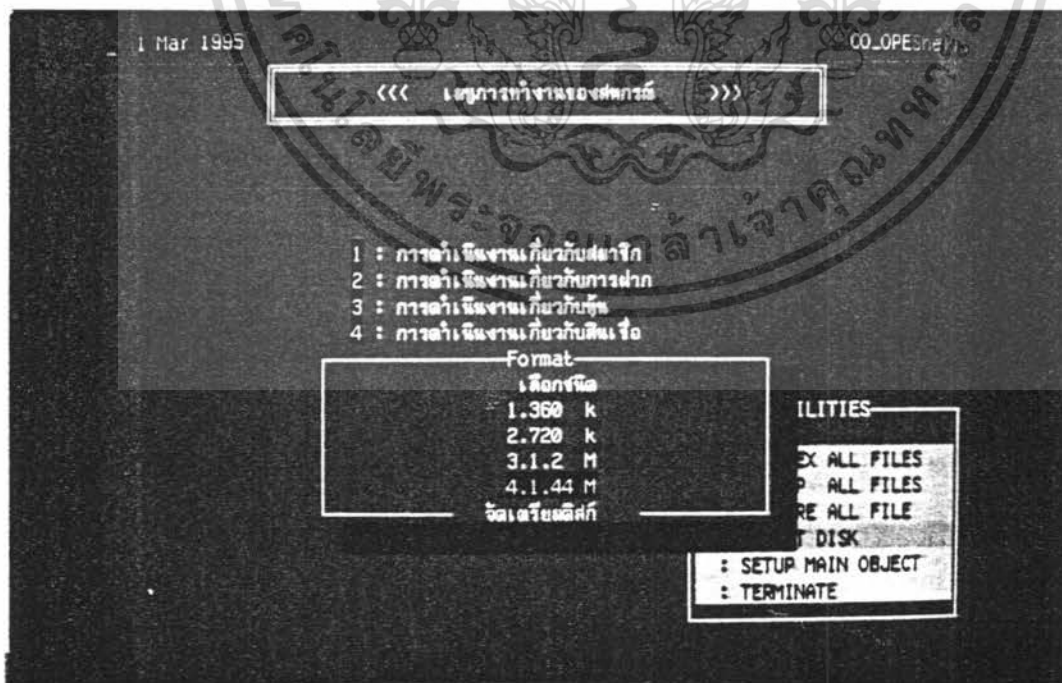 1 Mar 1995
<<< เมนูการทำงานของสหกรณ์ >>>
1 : การดำเนินงานเกี่ยวกับสมาชิก
2 : การดำเนินงานเกี่ยวกับการฝาก
3 : การดำเนินงานเกี่ยวกับหุ้น
4 : การดำเนินงานเกี่ยวกับสินเชื่อ
Format
เลือกชนิด
1.360 k
2.720 k
3.1.2 M
4.1.44 M
จัดเตรียมดิสก์
ILITIES
EX ALL FILES
P ALL FILES
RE ALL FILE
T DISK
: SETUP MAIN OBJECT
: TERMINATE